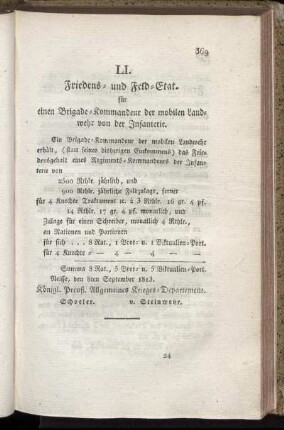 369
LI.
Friedens- und Feld-Etat.
für
einen Brigade-Kommandeur der mobilen Land-
wehr von der Infanterie.
Ein Brigade-Kommandeur der mobilen Landwehr
erhält, (statt seines bisherigen Einkommens) das Frie-
densgehalt eines Regiments-Kommandeurs der Infan-
terie von
2500 Rthlr. jährlich, und
900 Rthlr. jährliche Feldzulage, ferner
für 4 Knechte Traktament u. à 3 Rthlr. 16 gr. 4 pf.
14 Rthlr. 17 gr. 4 pf. monatlich, und
Zulage für einen Schreiber, monatlich 4 Rthlr.,
an Rationen und Portionen
für sich . . . 8 Rat., 1 Brot- u. 1 Viktualien-Port.
für 4 Knechte — — 4 — — 4 — —
Summa 8 Rat., 5 Brot- u. 5 Viktualien-Port.
Neisse, den 8ten September 1813.
Königl. Preuß. Allgemeines Krieges-Departement.
Schoeler. v. Steinwehr.
24